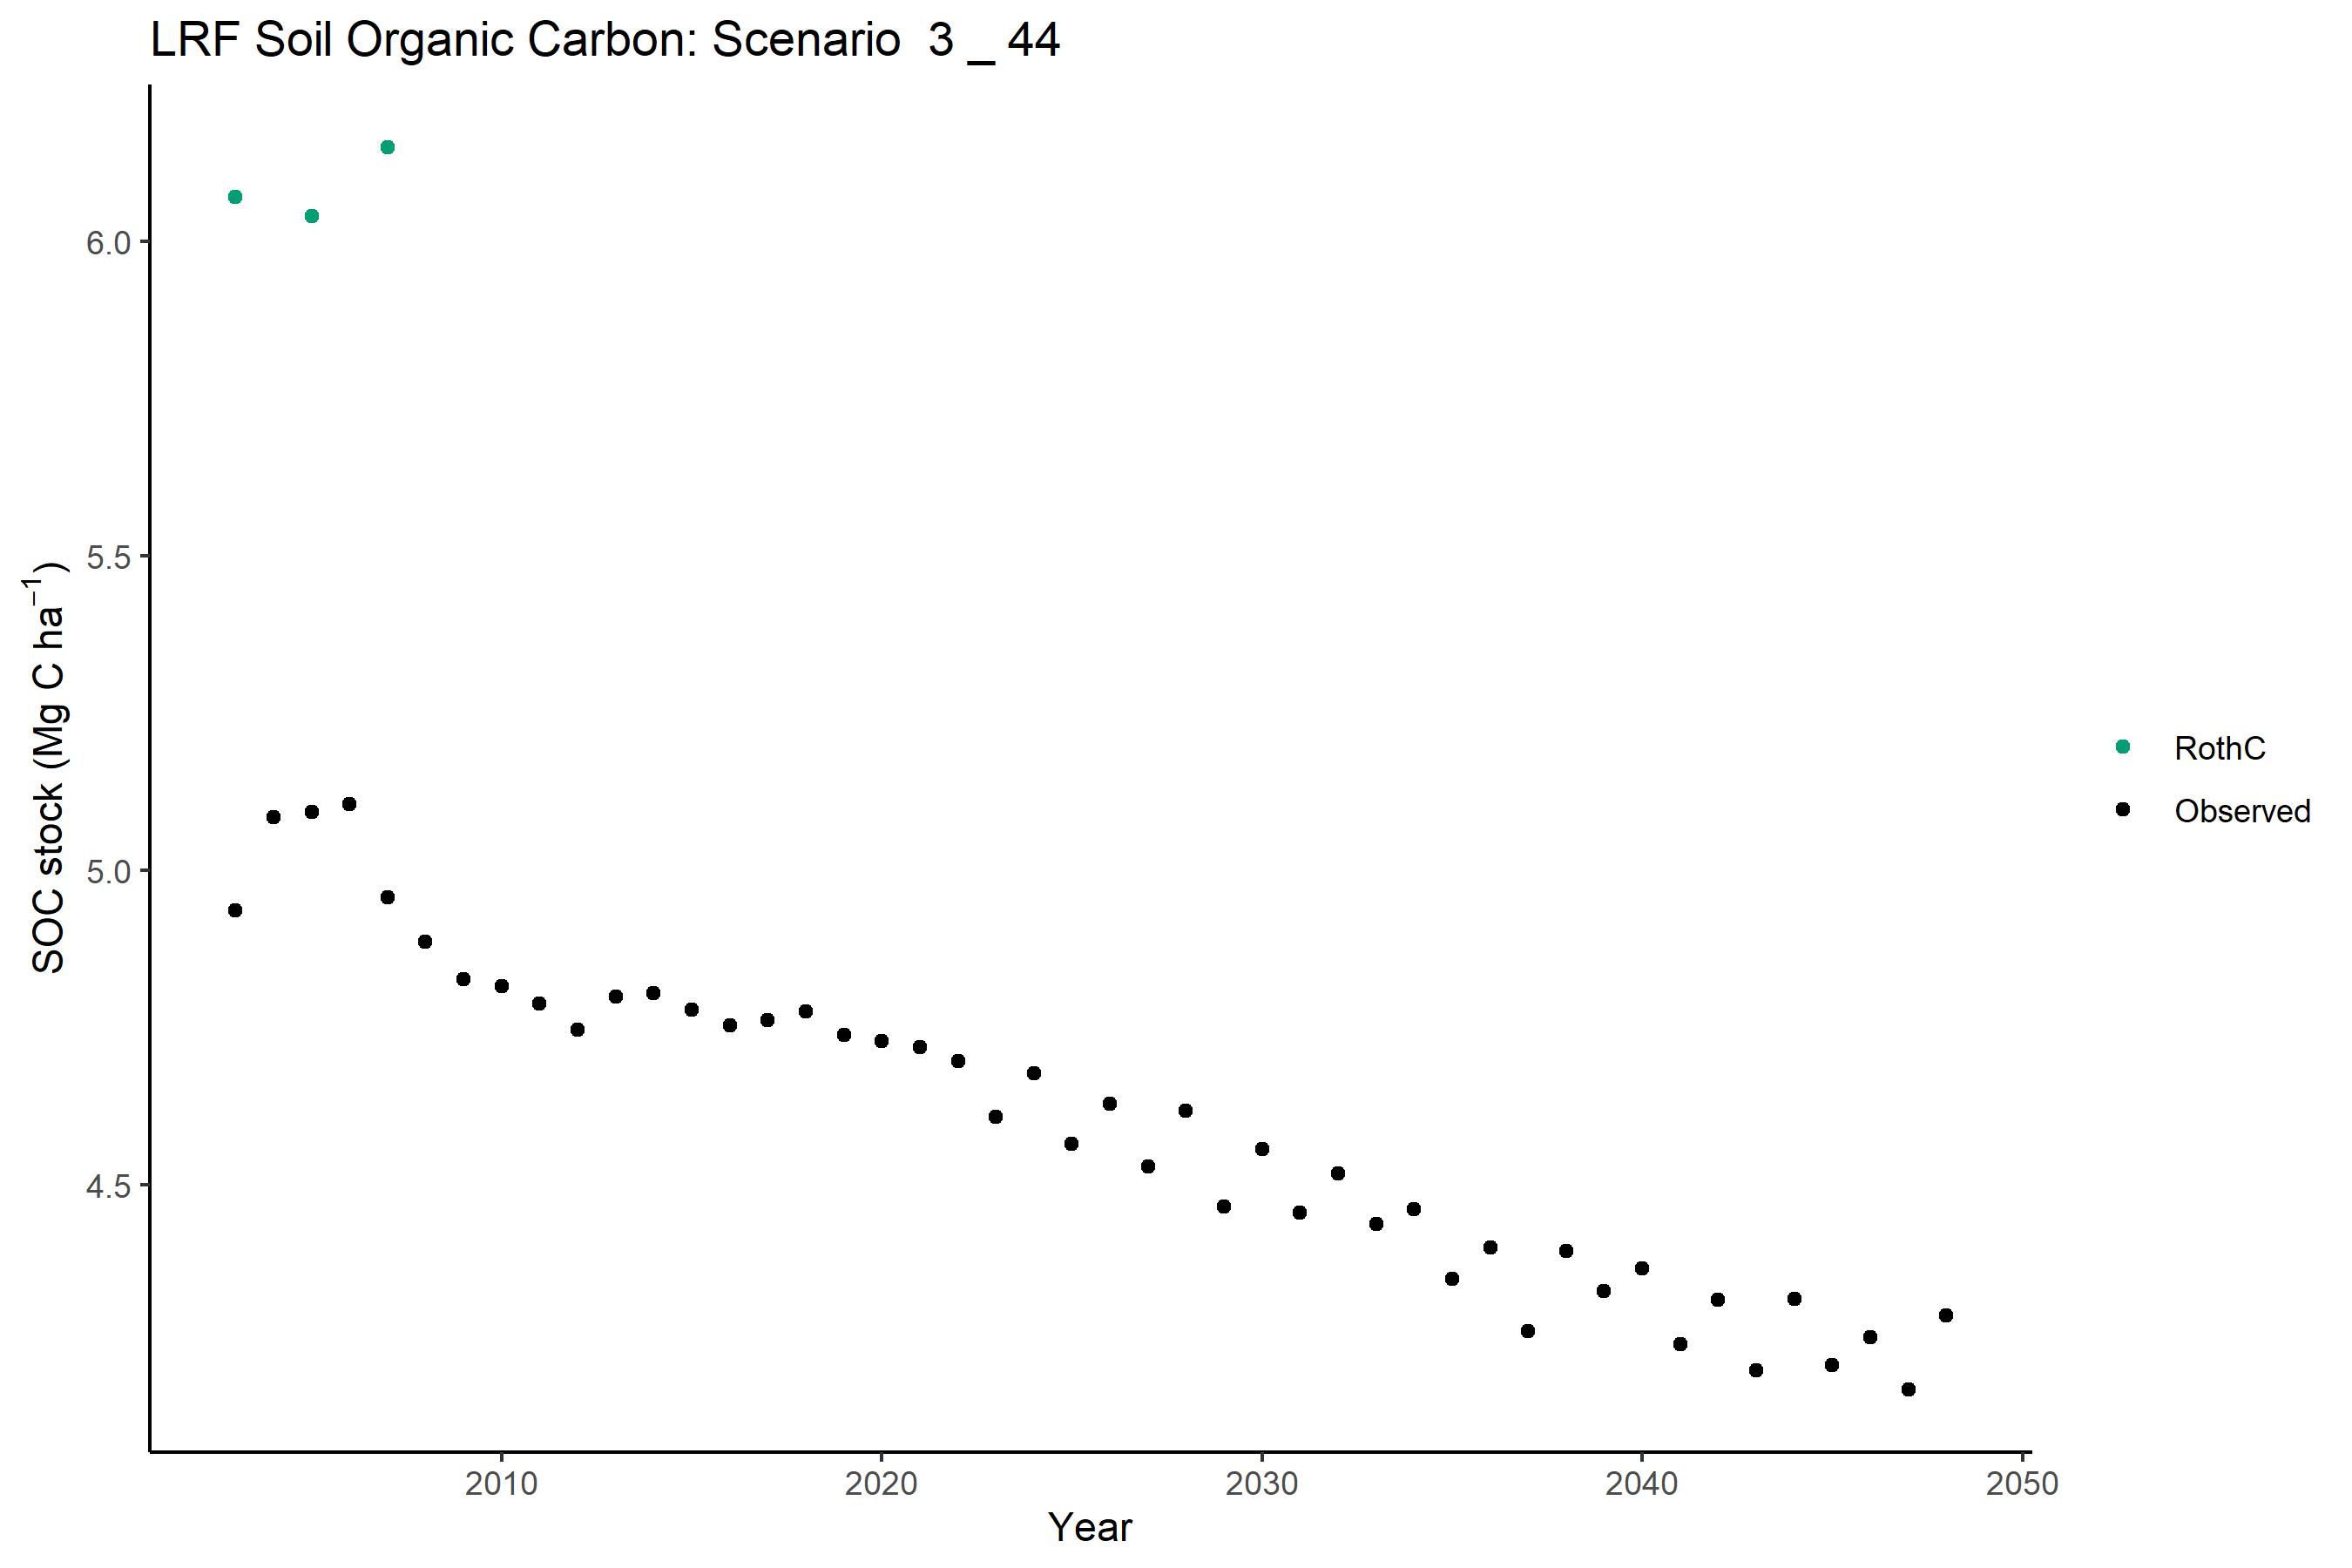 LRF Soil Organic Carbon: Scenario  3 _ 44
SOC stock (Mg C ha⁻¹)
6.0
5.5
5.0
4.5
RothC
Observed
2010 2020 2030 2040 2050
Year